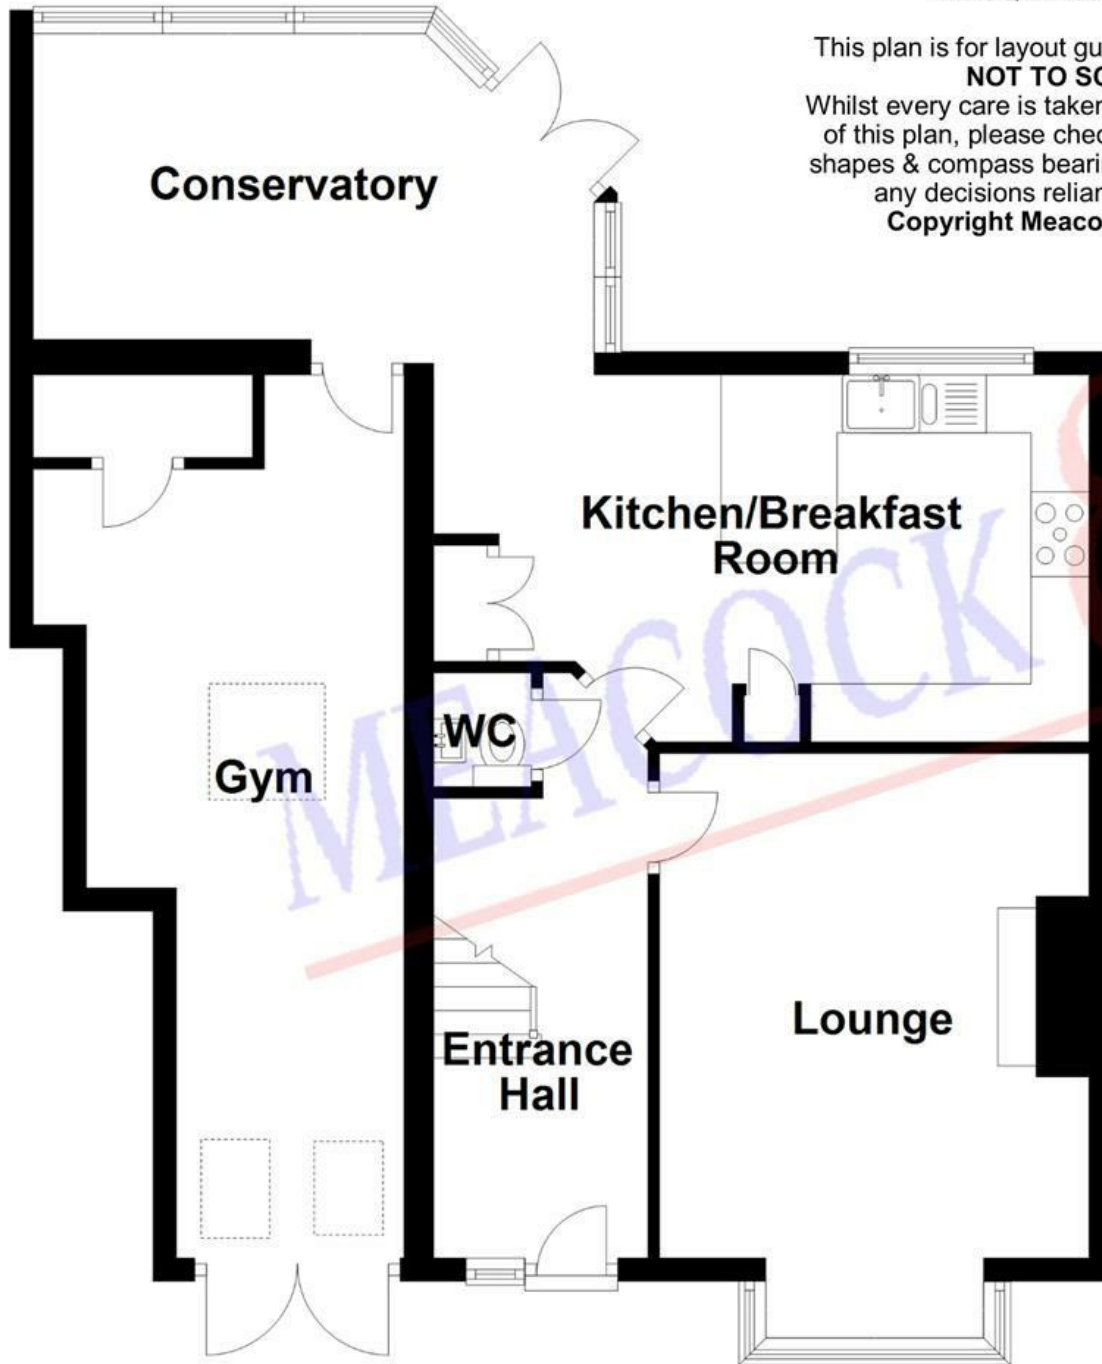 This plan is for layout gu
NOT TO SC
Whilst every care is taken
of this plan, please chec
shapes & compass beari
any decisions relian
Copyright Meaco
Conservatory
Kitchen/Breakfast
Room
WC
Gym
Entrance
Hall
Lounge
MEACOCK